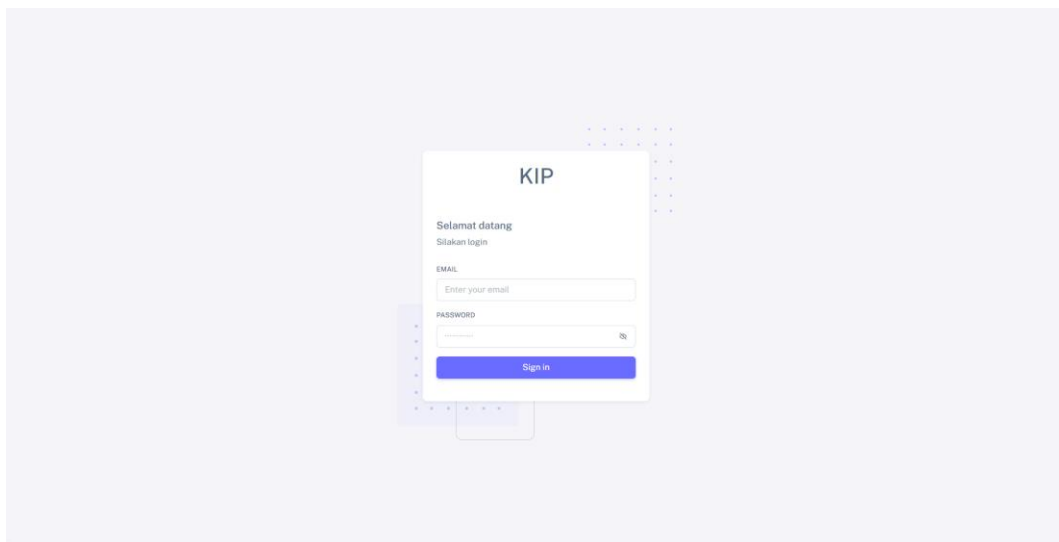 KIP
Selamat datang
Silakan login
EMAIL
Enter your email
PASSWORD
Sign in